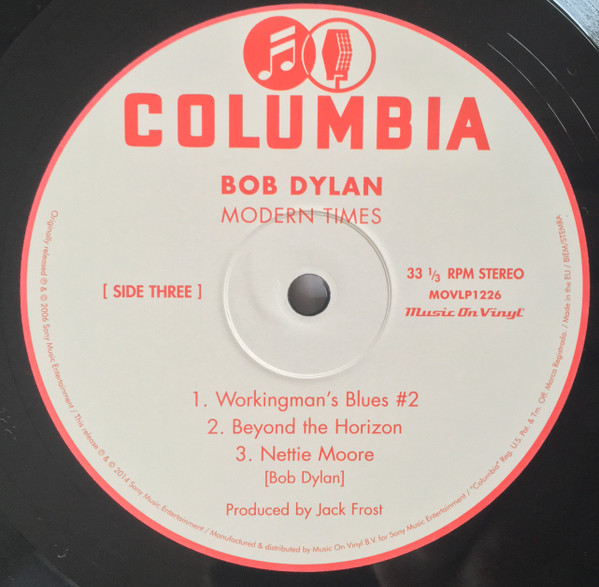 COLUMBIA
BOB DYLAN
MODERN TIMES
[ SIDE THREE ]
33 1/3 RPM STEREO
MOVLP1226
Music On Vinyl
1. Workingman's Blues #2
2. Beyond the Horizon
3. Nettie Moore
[Bob Dylan]
Produced by Jack Frost
Originally released ℗ & © 2006 Sony Music Entertainment / This release ℗ & © 2014 Sony Music Entertainment / Manufactured & distributed by Music On Vinyl B.V. for Sony Music Entertainment / "Columbia" Reg. U.S. Pat. & Tm. Off. Marca Registrada. / Made in the EU / BIEM/STEMRA